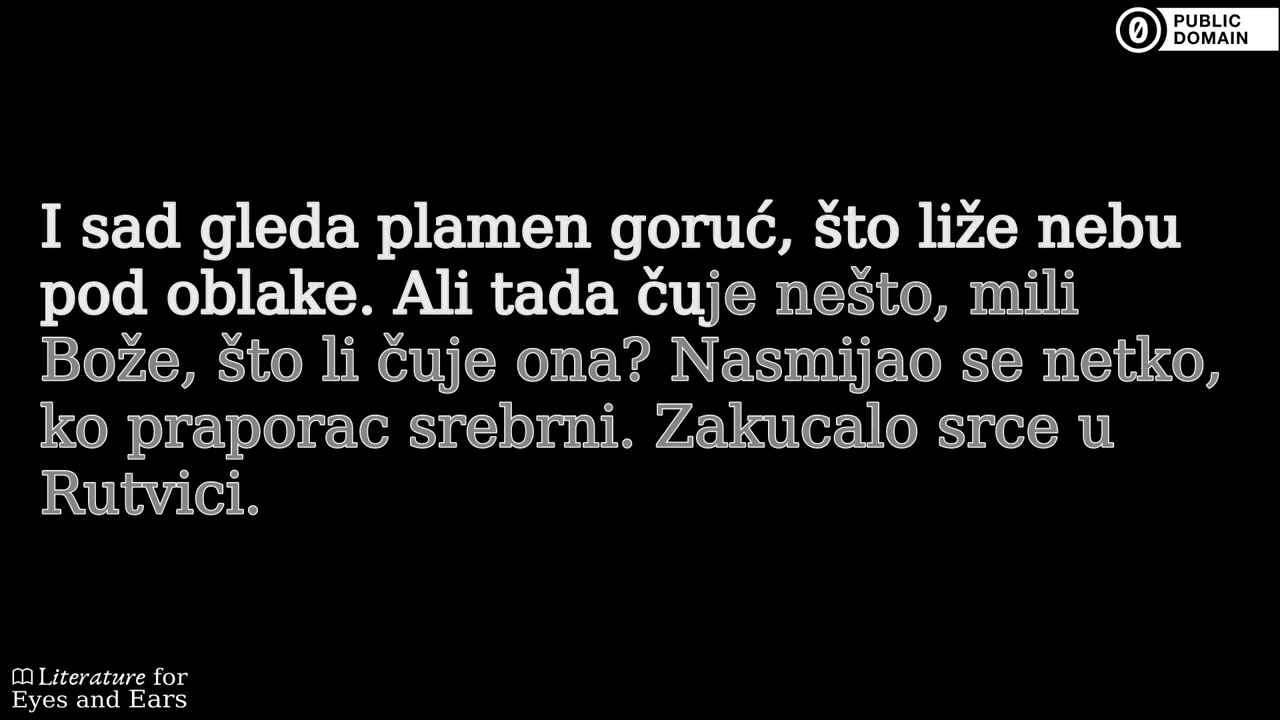 PUBLIC
DOMAIN
I sad gleda plamen goruć, što liže nebu
pod oblake. Ali tada čuje nešto, mili
Bože, što li čuje ona? Nasmijao se netko,
ko praporac srebrni. Zakucalo srce u
Rutvici.
Literature for
Eyes and Ears